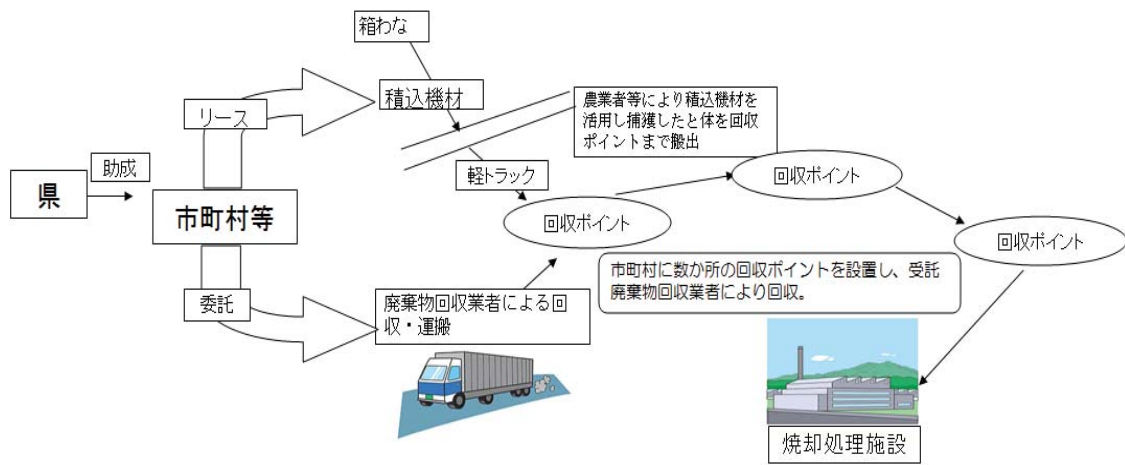 箱わな
積込機材
リース
農業者等により積込機材を
活用し捕獲したと体を回収
ポイントまで搬出
助成
県
軽トラック
回収ポイント
市町村等
回収ポイント
回収ポイント
市町村に数か所の回収ポイントを設置し、受託
廃棄物回収業者により回収。
委託
廃棄物回収業者による回
収・運搬
焼却処理施設